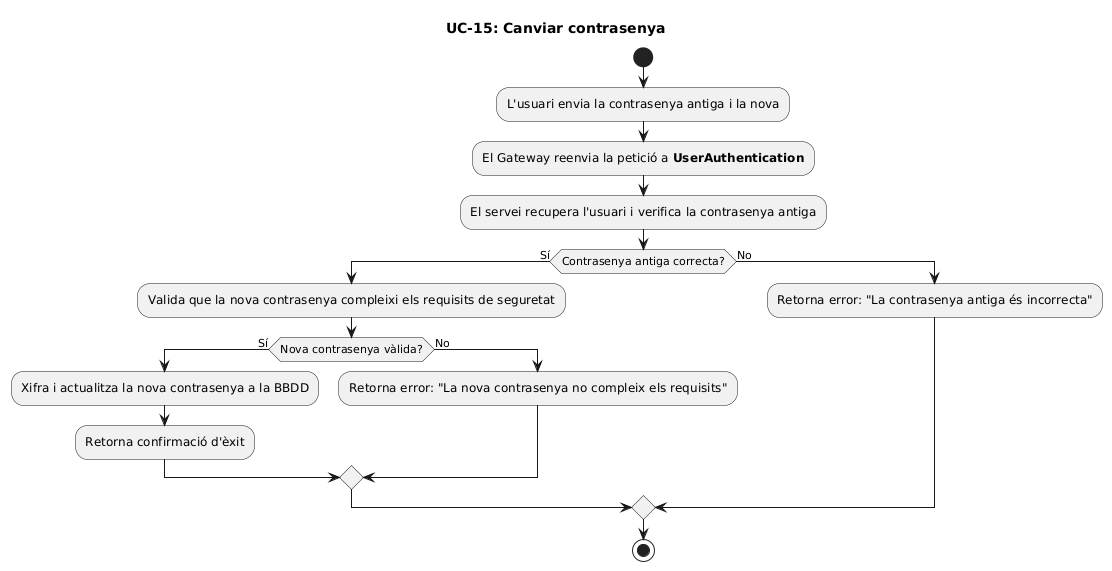 UC-15: Canviar contrasenya
L'usuari envia la contrasenya antiga i la nova
El Gateway reenvia la petició a UserAuthentication
El servei recupera l'usuari i verifica la contrasenya antiga
Sí
Contrasenya antiga correcta?
No
Valida que la nova contrasenya compleixi els requisits de seguretat
Retorna error: "La contrasenya antiga és incorrecta"
Sí
Nova contrasenya vàlida?
No
Xifra i actualitza la nova contrasenya a la BBDD
Retorna error: "La nova contrasenya no compleix els requisits"
Retorna confirmació d'èxit